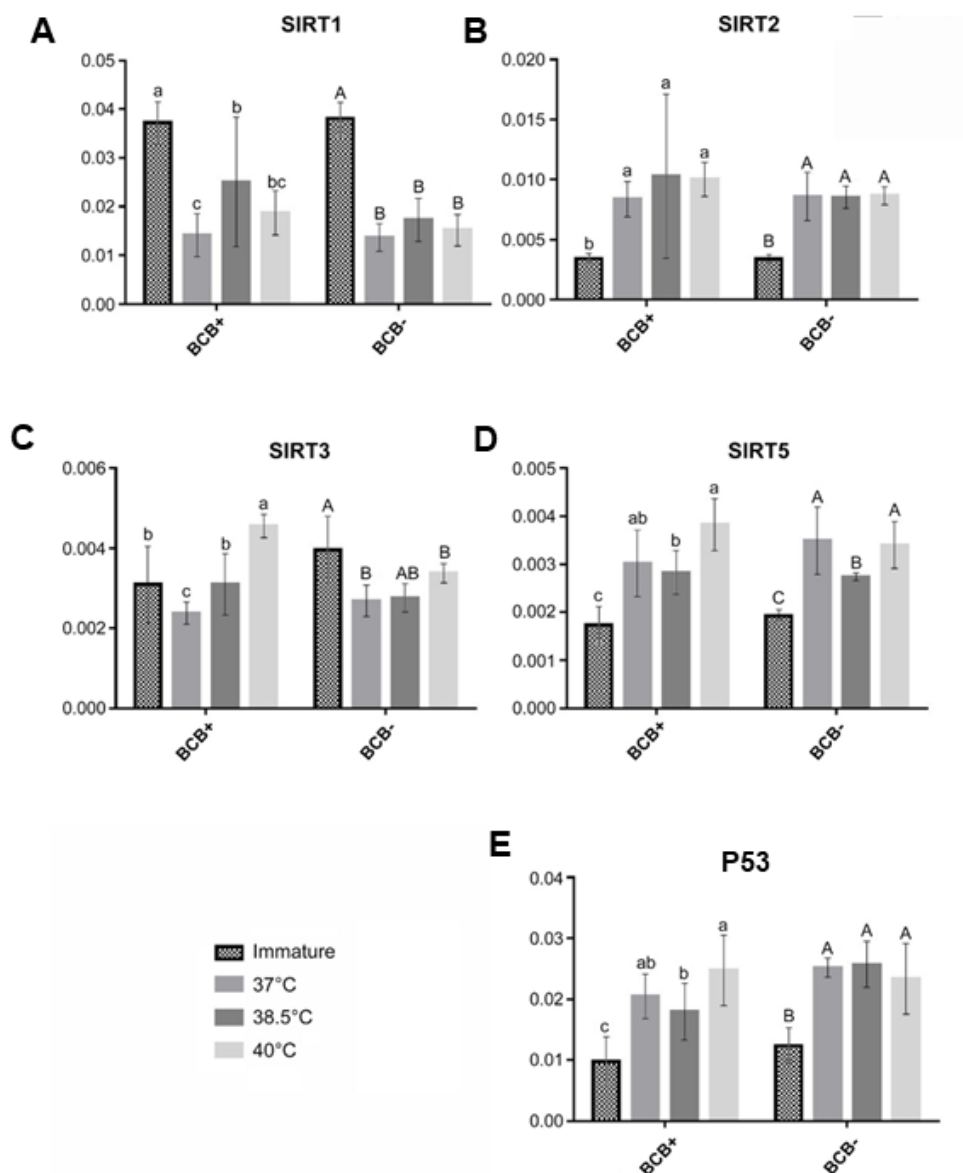 A
SIRT1
0.05
0.04
0.03
0.02
0.01
0.00
a
c
b
bc
A
B
B
B
BCB+
BCB-
B
SIRT2
0.020
0.015
0.010
0.005
0.000
b
a
a
a
B
A
A
A
BCB+
BCB-
C
SIRT3
0.006
0.004
0.002
0.000
b
c
b
a
A
B
AB
B
BCB+
BCB-
D
SIRT5
0.005
0.004
0.003
0.002
0.001
0.000
c
ab
b
a
C
A
B
A
BCB+
BCB-
Immature
37°C
38.5°C
40°C
E
P53
0.04
0.03
0.02
0.01
0.00
c
ab
b
a
B
A
A
A
BCB+
BCB-